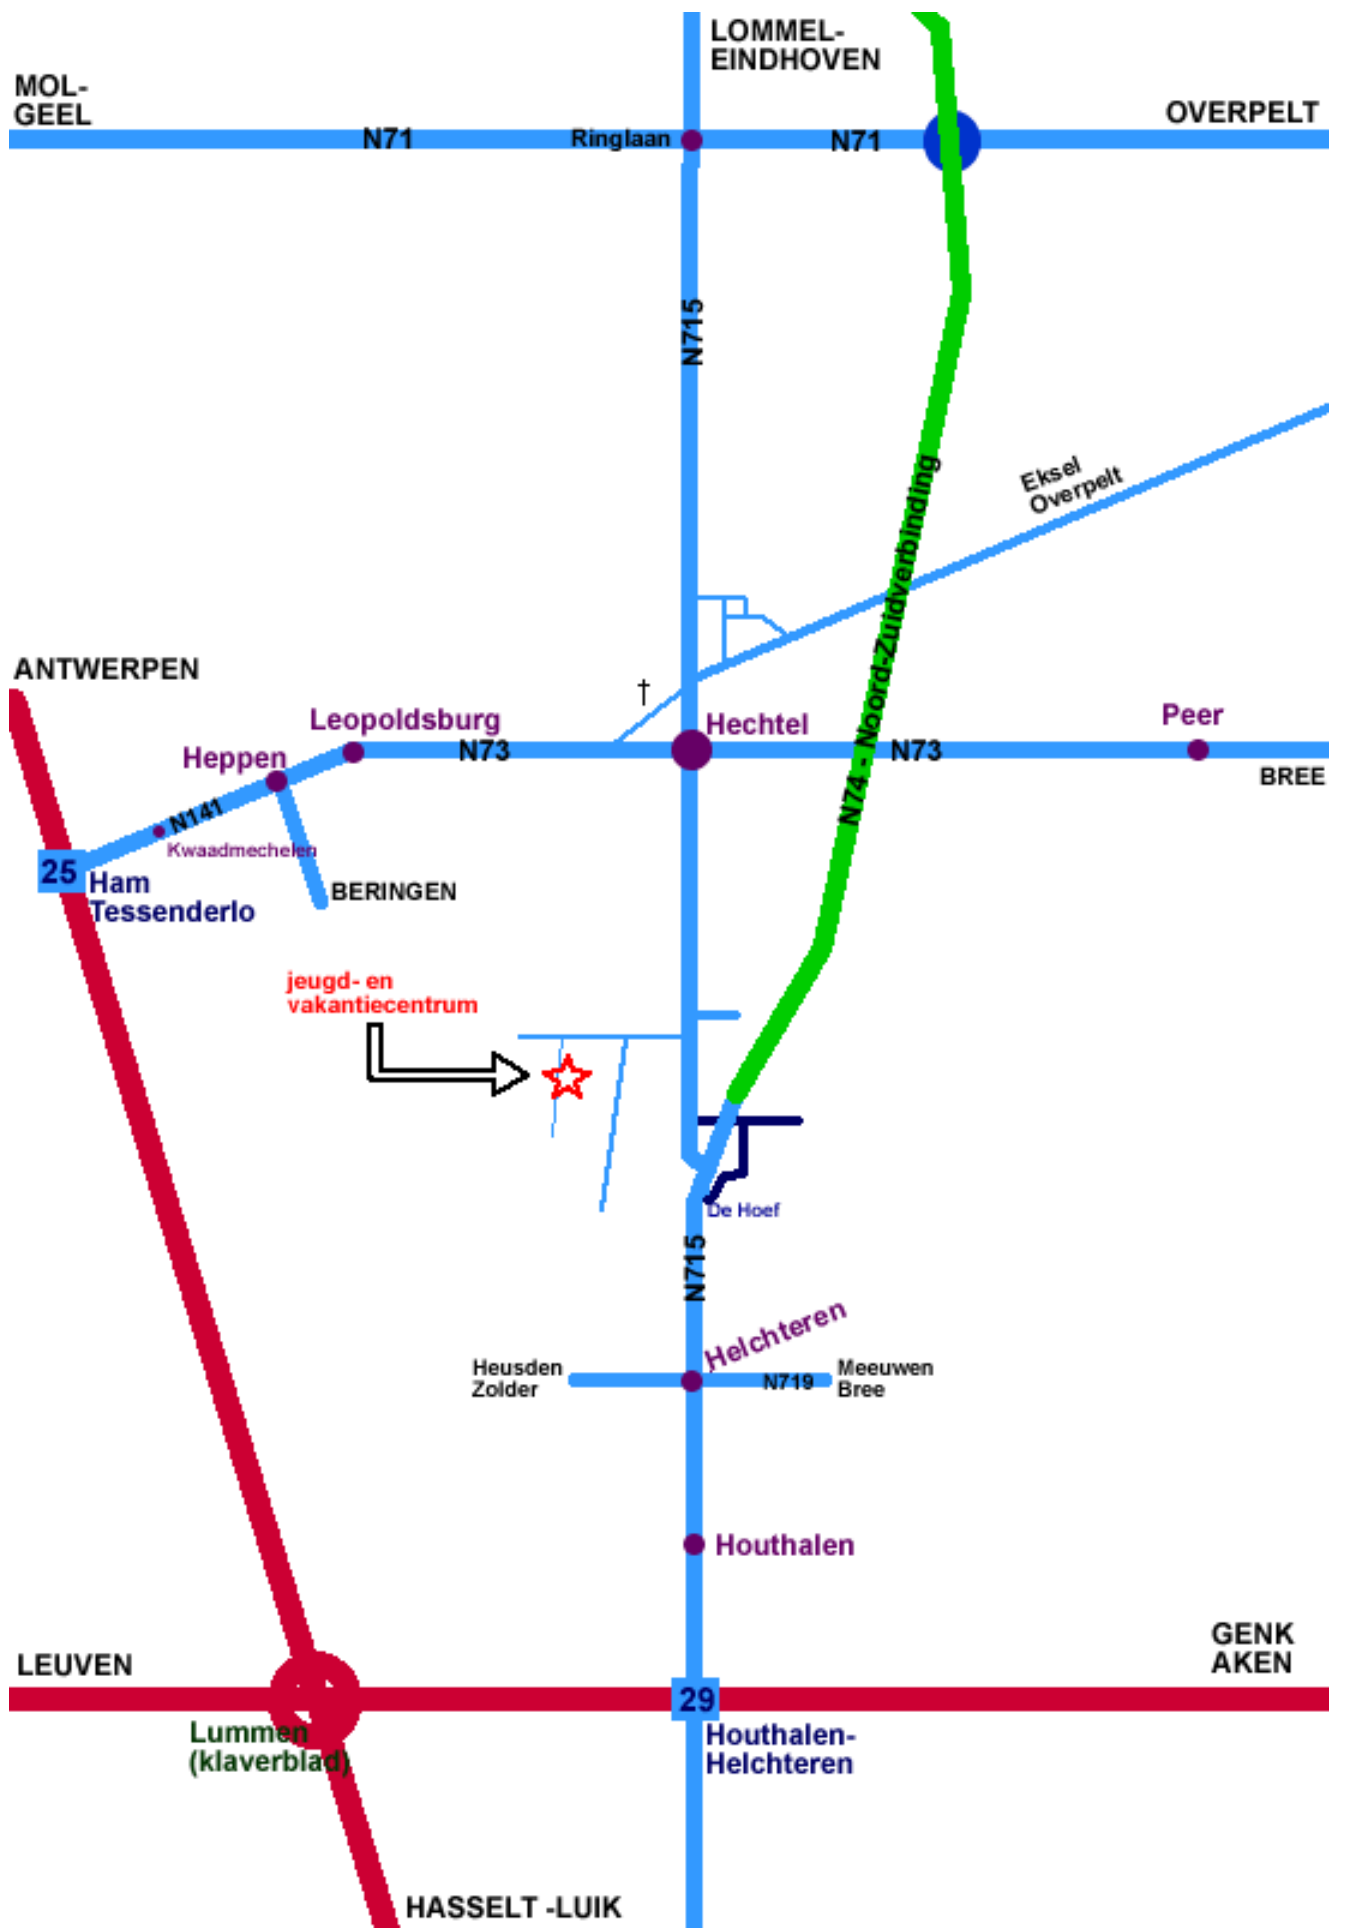 LOMMEL-
EINDHOVEN
MOL-
GEEL
OVERPELT
N71
Ringlaan
N71
N715
Eksel
Overpelt
N74 - Noord-Zuidverbinding
ANTWERPEN
†
Leopoldsburg
Hechtel
Peer
Heppen
N73
N73
BREE
N141
Kwaadmechelen
25
Ham
Tessenderlo
BERINGEN
jeugd- en
vakantiecentrum
De Hoef
N715
Helchteren
Heusden
Zolder
N719
Meeuwen
Bree
Houthalen
GENK
AKEN
LEUVEN
29
Lummen
(klaverblad)
Houthalen-
Helchteren
HASSELT -LUIK